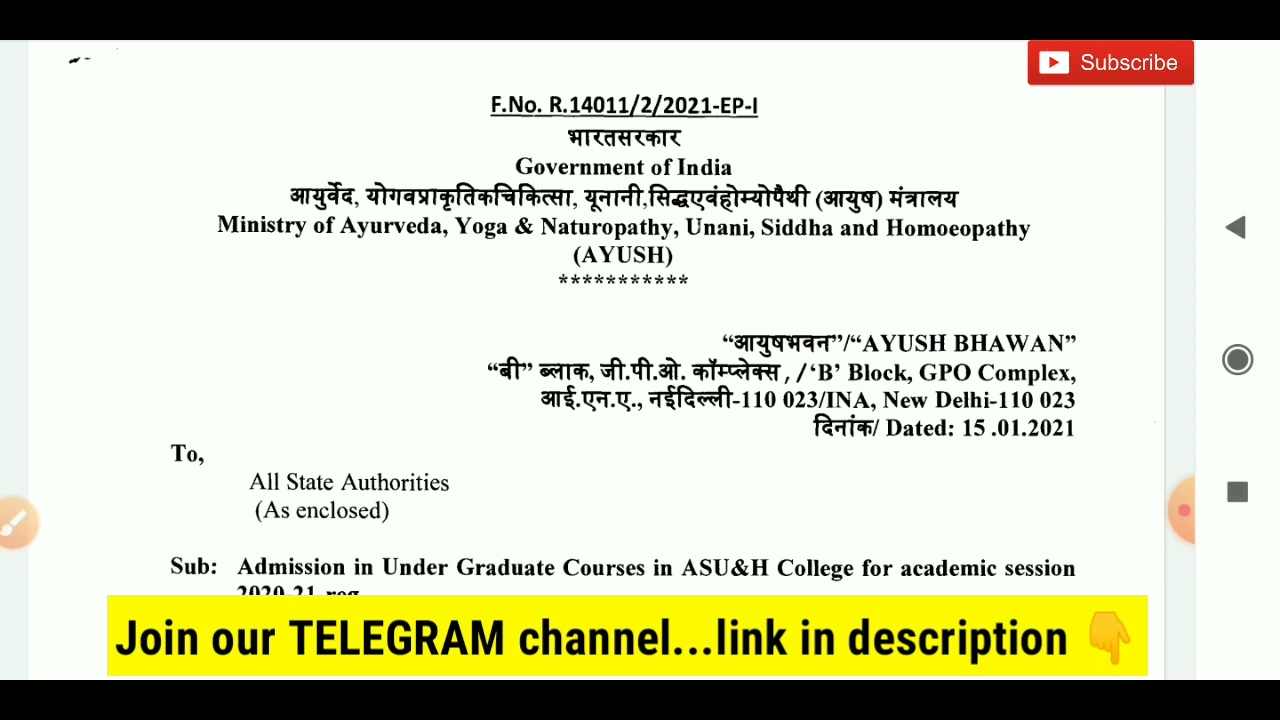 Subscribe
F.No. R.14011/2/2021-EP-I
भारतसरकार
Government of India
आयुर्वेद, योगवप्राकृतिकचिकित्सा, यूनानी,सिद्धएवंहोम्योपैथी (आयुष) मंत्रालय
Ministry of Ayurveda, Yoga & Naturopathy, Unani, Siddha and Homoeopathy
(AYUSH)
***********
“आयुषभवन”/“AYUSH BHAWAN”
“बी” ब्लाक, जी.पी.ओ. कॉम्प्लेक्स , /‘B’ Block, GPO Complex,
आई.एन.ए., नईदिल्ली-110 023/INA, New Delhi-110 023
दिनांक/ Dated: 15 .01.2021
To,
All State Authorities
(As enclosed)
Sub: Admission in Under Graduate Courses in ASU&H College for academic session
2020-21-reg
Join our TELEGRAM channel...link in description 👇